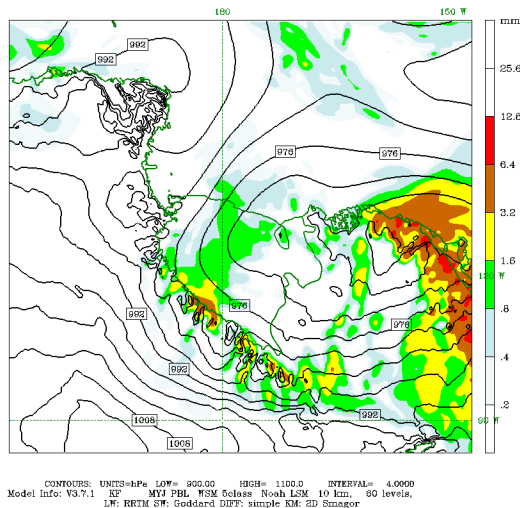 180 150 W
mm
992
992
25.6
12.8
976 976
6.4
3.2
1.6
976
120 W
992
.8
976
992
.4
992
1008
.2
90 W
1008
CONTOURS: UNITS=hPa LOW= 900.00 HIGH= 1100.0 INTERVAL= 4.0000
Model Info: V3.7.1 KF MYJ PBL WSM 5class Noah LSM 10 km, 60 levels,
LW: RRTM SW: Goddard DIFF: simple KM: 2D Smagor